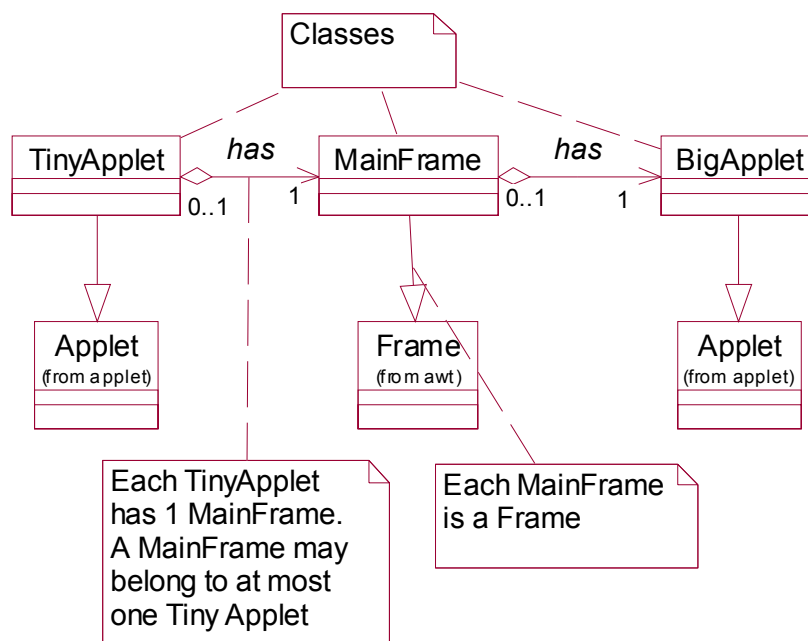 Classes
TinyApplet
has
MainFrame
has
BigApplet
0..1
1
0..1
1
Applet
(from applet)
Frame
(from awt)
Applet
(from applet)
Each TinyApplet
has 1 MainFrame.
A MainFrame may
belong to at most
one Tiny Applet
Each MainFrame
is a Frame